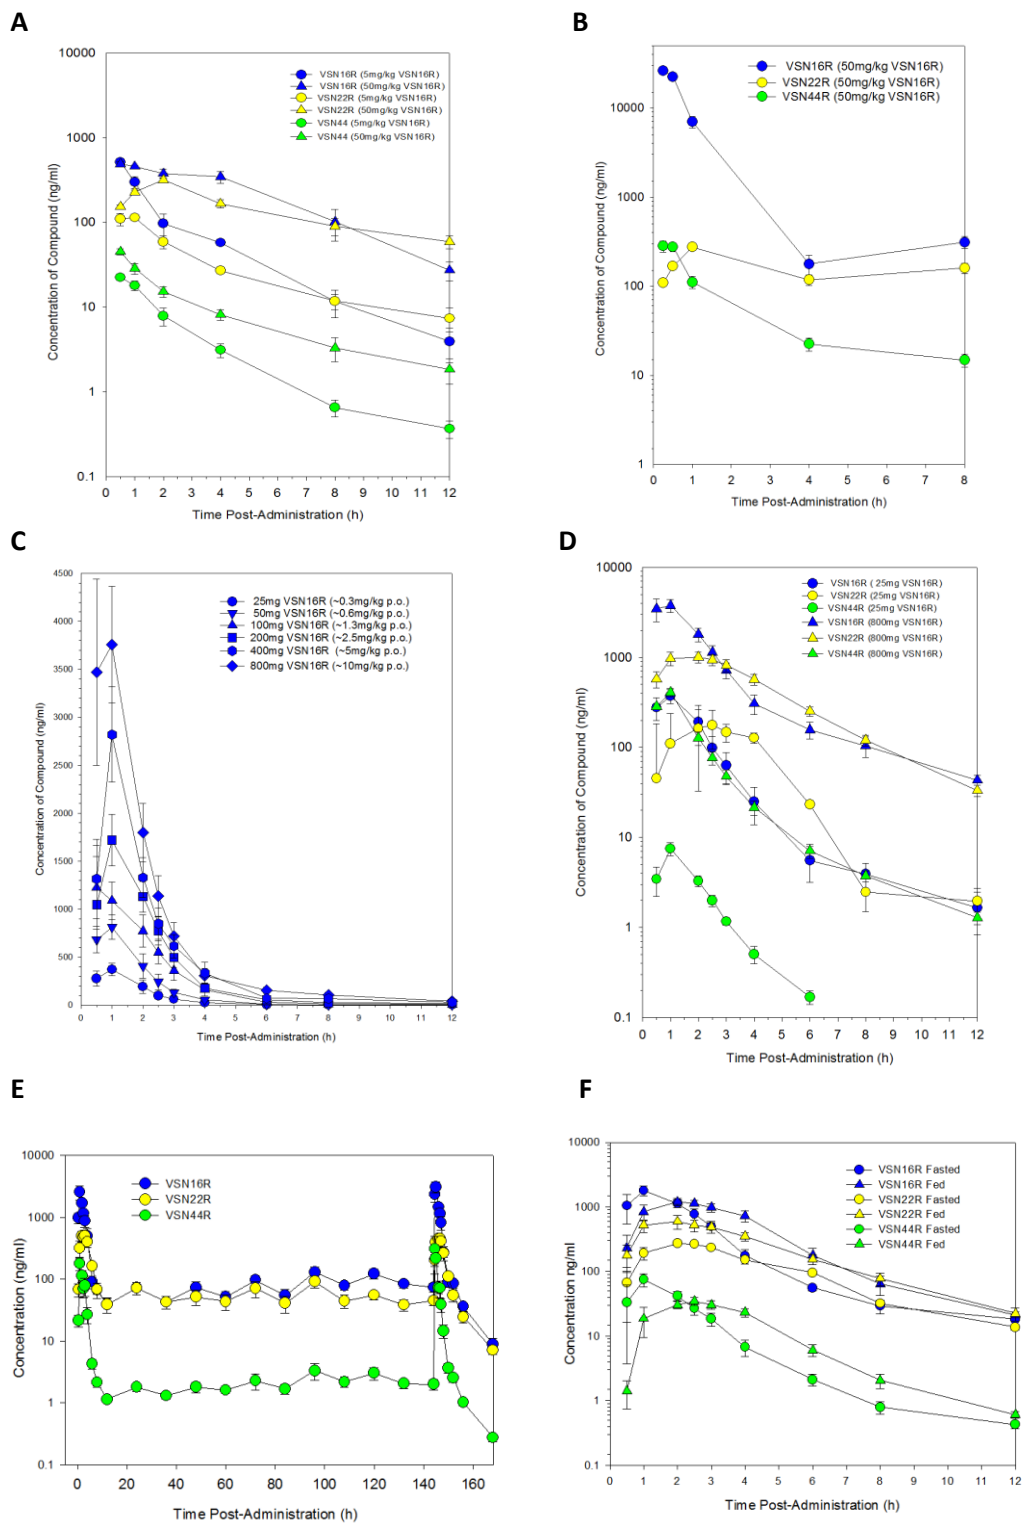 A
10000
1000
100
10
1
0.1
Concentration of Compound (ng/ml)
VSN16R (5mg/kg VSN16R)
VSN16R (50mg/kg VSN16R)
VSN22R (5mg/kg VSN16R)
VSN22R (50mg/kg VSN16R)
VSN44 (5mg/kg VSN16R)
VSN44 (50mg/kg VSN16R)
0 1 2 3 4 5 6 7 8 9 10 11 12
Time Post-Administration (h)
B
10000
1000
100
10
1
Concentration of Compound (ng/ml)
VSN16R (50mg/kg VSN16R)
VSN22R (50mg/kg VSN16R)
VSN44R (50mg/kg VSN16R)
0 1 2 3 4 5 6 7 8
Time Post-Administration (h)
C
4500
4000
3500
3000
2500
2000
1500
1000
500
0
Concentration of Compound (ng/ml)
25mg VSN16R (~0.3mg/kg p.o.)
50mg VSN16R (~0.6mg/kg p.o.)
100mg VSN16R (~1.3mg/kg p.o.)
200mg VSN16R (~2.5mg/kg p.o.)
400mg VSN16R (~5mg/kg p.o.)
800mg VSN16R (~10mg/kg p.o.)
0 1 2 3 4 5 6 7 8 9 10 11 12
Time Post-Administration (h)
D
10000
1000
100
10
1
0.1
Concentration of Compound (ng/ml)
VSN16R ( 25mg VSN16R)
VSN22R (25mg VSN16R)
VSN44R (25mg VSN16R)
VSN16R (800mg VSN16R)
VSN22R (800mg VSN16R)
VSN44R (800mg VSN16R)
0 1 2 3 4 5 6 7 8 9 10 11 12
Time Post-Administration (h)
E
10000
1000
100
10
1
0.1
Concentration (ng/ml)
VSN16R
VSN22R
VSN44R
0 20 40 60 80 100 120 140 160
Time Post-Administration (h)
F
10000
1000
100
10
1
0.1
Concentration ng/ml
VSN16R Fasted
VSN16R Fed
VSN22R Fasted
VSN22R Fed
VSN44R Fasted
VSN44R Fed
0 1 2 3 4 5 6 7 8 9 10 11 12
Time Post-Administration (h)